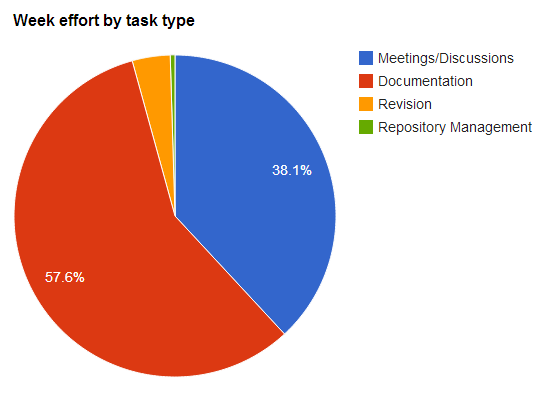 Week effort by task type
Meetings/Discussions
Documentation
Revision
Repository Management
38.1%
57.6%